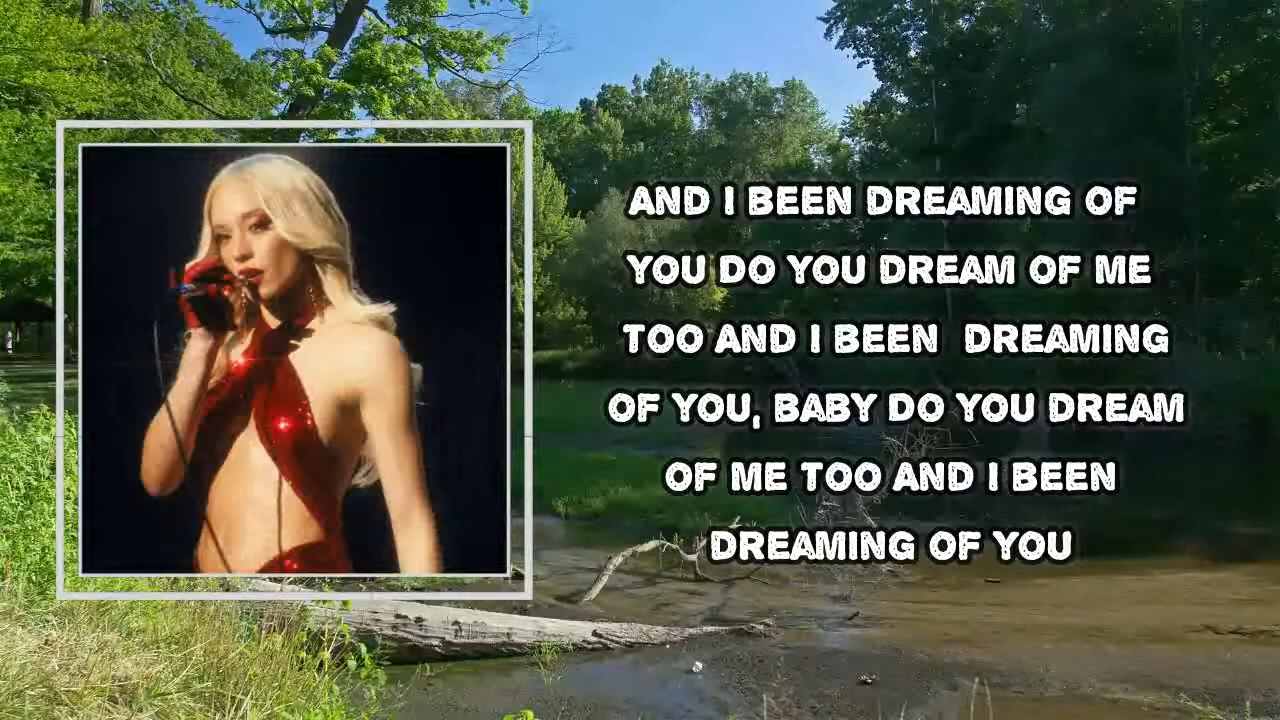 AND I BEEN DREAMING OF
YOU DO YOU DREAM OF ME
TOO AND I BEEN DREAMING
OF YOU, BABY DO YOU DREAM
OF ME TOO AND I BEEN
DREAMING OF YOU